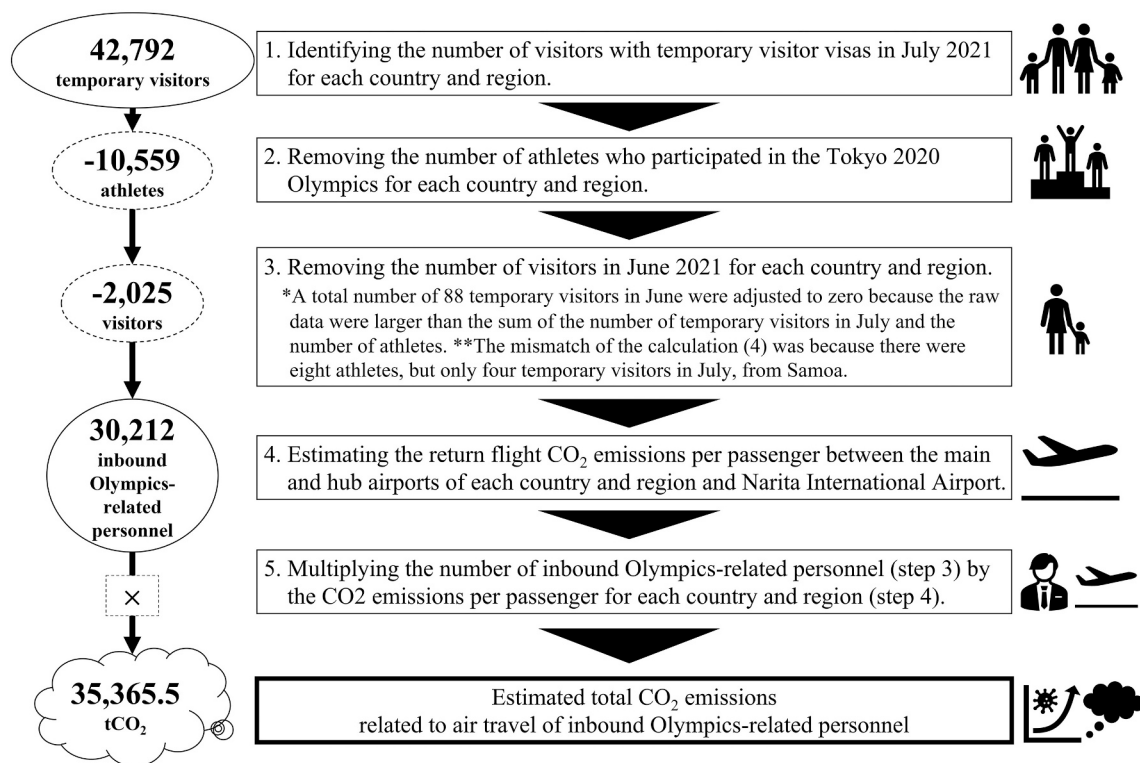 42,792
temporary visitors
1. Identifying the number of visitors with temporary visitor visas in July 2021
for each country and region.
-10,559
athletes
2. Removing the number of athletes who participated in the Tokyo 2020
Olympics for each country and region.
-2,025
visitors
3. Removing the number of visitors in June 2021 for each country and region.
*A total number of 88 temporary visitors in June were adjusted to zero because the raw
data were larger than the sum of the number of temporary visitors in July and the
number of athletes. **The mismatch of the calculation (4) was because there were
eight athletes, but only four temporary visitors in July, from Samoa.
30,212
inbound
Olympics-
related
personnel
4. Estimating the return flight CO₂ emissions per passenger between the main
and hub airports of each country and region and Narita International Airport.
×
5. Multiplying the number of inbound Olympics-related personnel (step 3) by
the CO2 emissions per passenger for each country and region (step 4).
35,365.5
tCO₂
Estimated total CO₂ emissions
related to air travel of inbound Olympics-related personnel